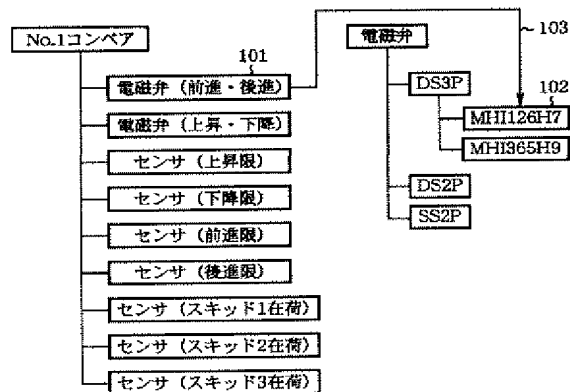 No.1コンベア
101
電磁弁（前進・後進）
電磁弁（上昇・下降）
センサ（上昇限）
センサ（下降限）
センサ（前進限）
センサ（後進限）
センサ（スキッド1在荷）
センサ（スキッド2在荷）
センサ（スキッド3在荷）
電磁弁
103
DS3P
102
MHI126H7
MHI365H9
DS2P
SS2P